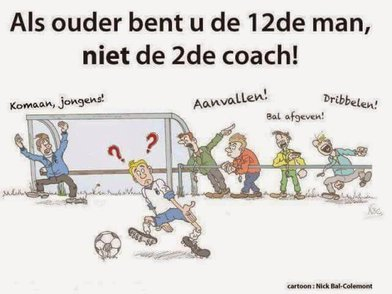 Als ouder bent u de 12de man,
niet de 2de coach!
Komaan, jongens!
Aanvallen!
Dribbelen!
Bal afgeven!
? ?
cartoon : Nick Bal-Colemont